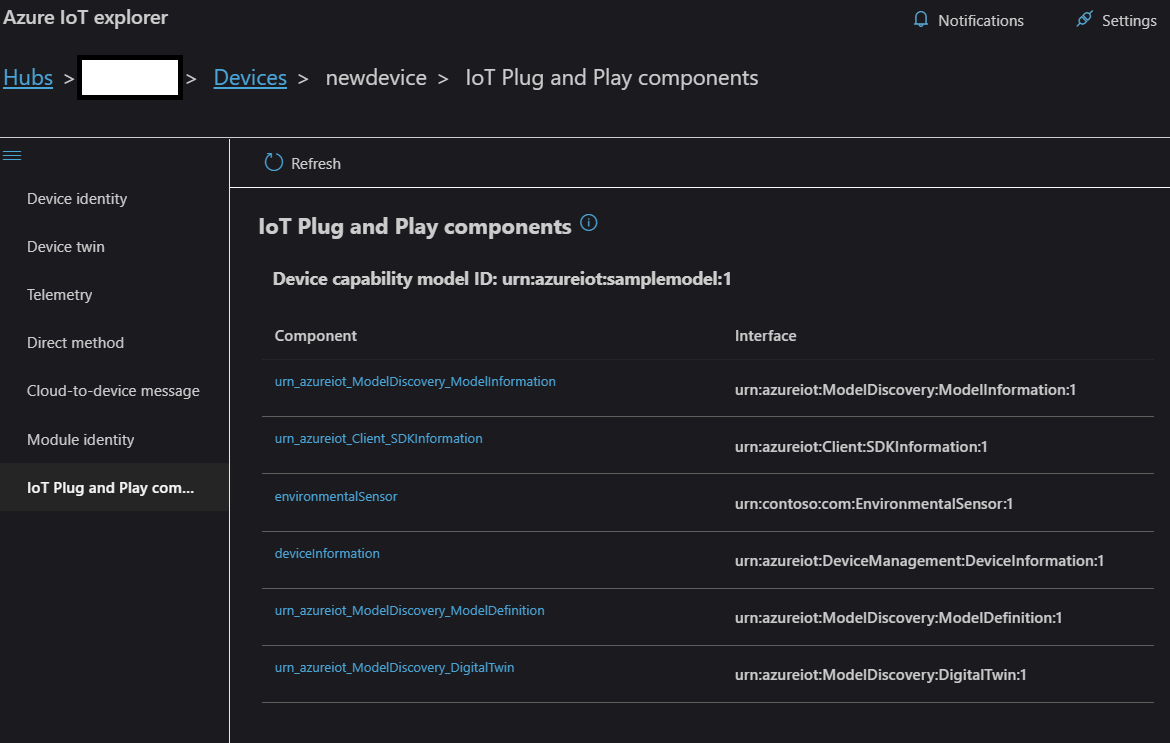 Azure IoT explorer
Notifications
Settings
Hubs > > Devices > newdevice > IoT Plug and Play components
Refresh
Device identity
Device twin
Telemetry
Direct method
Cloud-to-device message
Module identity
IoT Plug and Play com...
IoT Plug and Play components
Device capability model ID: urn:azureiot:samplemodel:1
Component Interface
urn_azureiot_ModelDiscovery_ModelInformation urn:azureiot:ModelDiscovery:ModelInformation:1
urn_azureiot_Client_SDKInformation urn:azureiot:Client:SDKInformation:1
environmentalSensor urn:contoso:com:EnvironmentalSensor:1
deviceInformation urn:azureiot:DeviceManagement:DeviceInformation:1
urn_azureiot_ModelDiscovery_ModelDefinition urn:azureiot:ModelDiscovery:ModelDefinition:1
urn_azureiot_ModelDiscovery_DigitalTwin urn:azureiot:ModelDiscovery:DigitalTwin:1